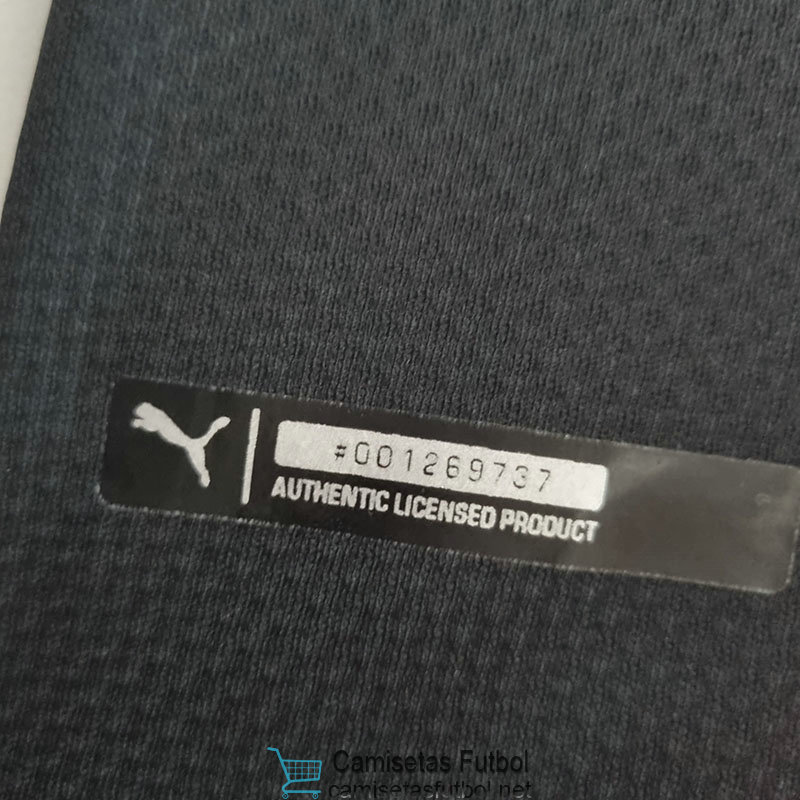 #001269737
AUTHENTIC LICENSED PRODUCT
Camisetas Futbol
camisetasfutbol.net